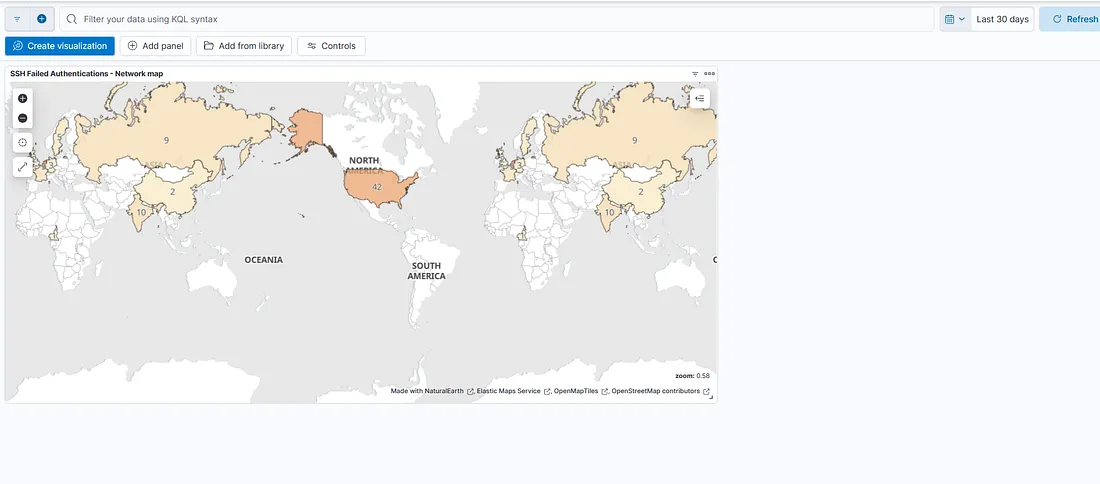 Filter your data using KQL syntax
Last 30 days
Refresh
Create visualization
Add panel
Add from library
Controls
SSH Failed Authentications - Network map
9
9
5
5
3
3
ASIA
NORTH
AMERICA
ASIA
42
2
2
10
10
1
1
OCEANIA
SOUTH
AMERICA
zoom: 0.58
Made with NaturalEarth, Elastic Maps Service, OpenMapTiles, OpenStreetMap contributors